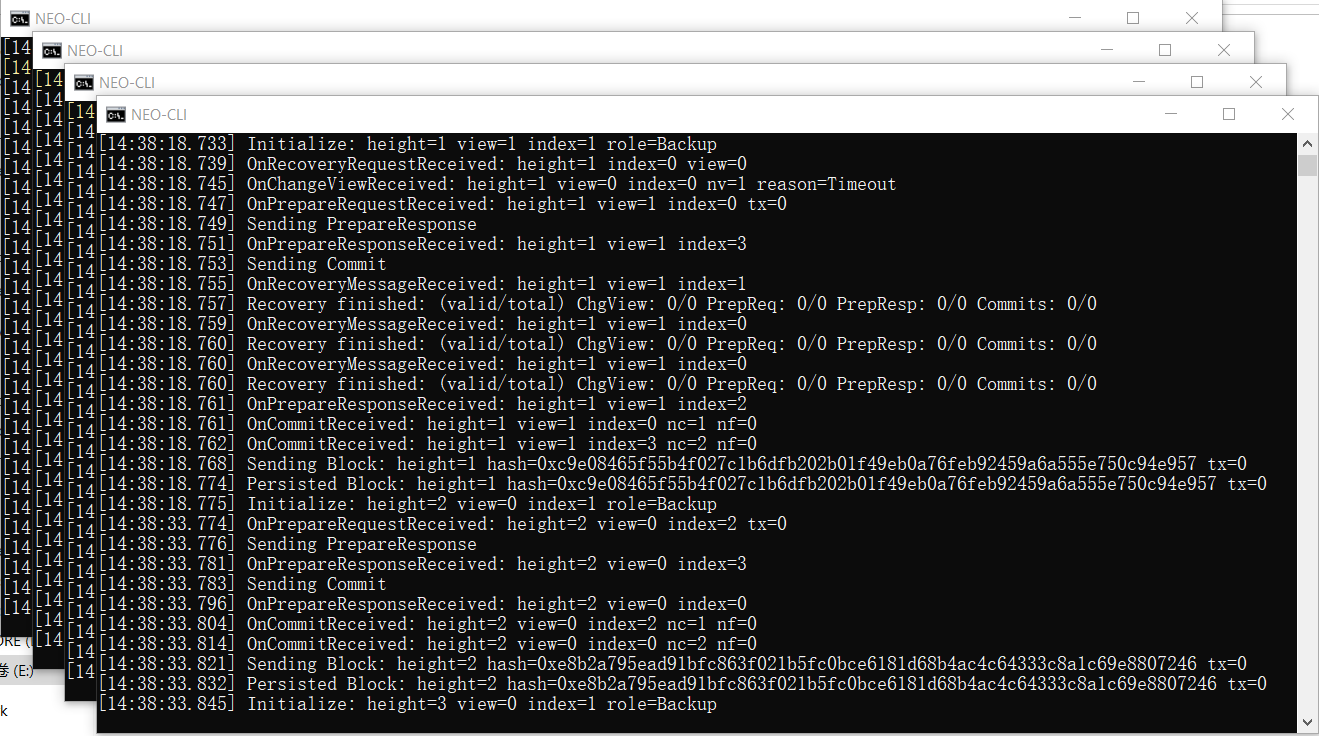 NEO-CLI
NEO-CLI
NEO-CLI
NEO-CLI
[14:38:18.733] Initialize: height=1 view=1 index=1 role=Backup
[14:38:18.739] OnRecoveryRequestReceived: height=1 index=0 view=0
[14:38:18.745] OnChangeViewReceived: height=1 view=0 index=0 nv=1 reason=Timeout
[14:38:18.747] OnPrepareRequestReceived: height=1 view=1 index=0 tx=0
[14:38:18.749] Sending PrepareResponse
[14:38:18.751] OnPrepareResponseReceived: height=1 view=1 index=3
[14:38:18.753] Sending Commit
[14:38:18.755] OnRecoveryMessageReceived: height=1 view=1 index=1
[14:38:18.757] Recovery finished: (valid/total) ChgView: 0/0 PrepReq: 0/0 PrepResp: 0/0 Commits: 0/0
[14:38:18.759] OnRecoveryMessageReceived: height=1 view=1 index=0
[14:38:18.760] Recovery finished: (valid/total) ChgView: 0/0 PrepReq: 0/0 PrepResp: 0/0 Commits: 0/0
[14:38:18.760] OnRecoveryMessageReceived: height=1 view=1 index=0
[14:38:18.760] Recovery finished: (valid/total) ChgView: 0/0 PrepReq: 0/0 PrepResp: 0/0 Commits: 0/0
[14:38:18.761] OnPrepareResponseReceived: height=1 view=1 index=2
[14:38:18.761] OnCommitReceived: height=1 view=1 index=0 nc=1 nf=0
[14:38:18.762] OnCommitReceived: height=1 view=1 index=3 nc=2 nf=0
[14:38:18.768] Sending Block: height=1 hash=0xc9e08465f55b4f027c1b6dfb202b01f49eb0a76feb92459a6a555e750c94e957 tx=0
[14:38:18.774] Persisted Block: height=1 hash=0xc9e08465f55b4f027c1b6dfb202b01f49eb0a76feb92459a6a555e750c94e957 tx=0
[14:38:18.775] Initialize: height=2 view=0 index=1 role=Backup
[14:38:33.774] OnPrepareRequestReceived: height=2 view=0 index=2 tx=0
[14:38:33.776] Sending PrepareResponse
[14:38:33.781] OnPrepareResponseReceived: height=2 view=0 index=3
[14:38:33.783] Sending Commit
[14:38:33.796] OnPrepareResponseReceived: height=2 view=0 index=0
[14:38:33.804] OnCommitReceived: height=2 view=0 index=2 nc=1 nf=0
[14:38:33.814] OnCommitReceived: height=2 view=0 index=0 nc=2 nf=0
[14:38:33.821] Sending Block: height=2 hash=0xe8b2a795ead91bfc863f021b5fc0bce6181d68b4ac4c64333c8a1c69e8807246 tx=0
[14:38:33.832] Persisted Block: height=2 hash=0xe8b2a795ead91bfc863f021b5fc0bce6181d68b4ac4c64333c8a1c69e8807246 tx=0
[14:38:33.845] Initialize: height=3 view=0 index=1 role=Backup
卷 (E:)